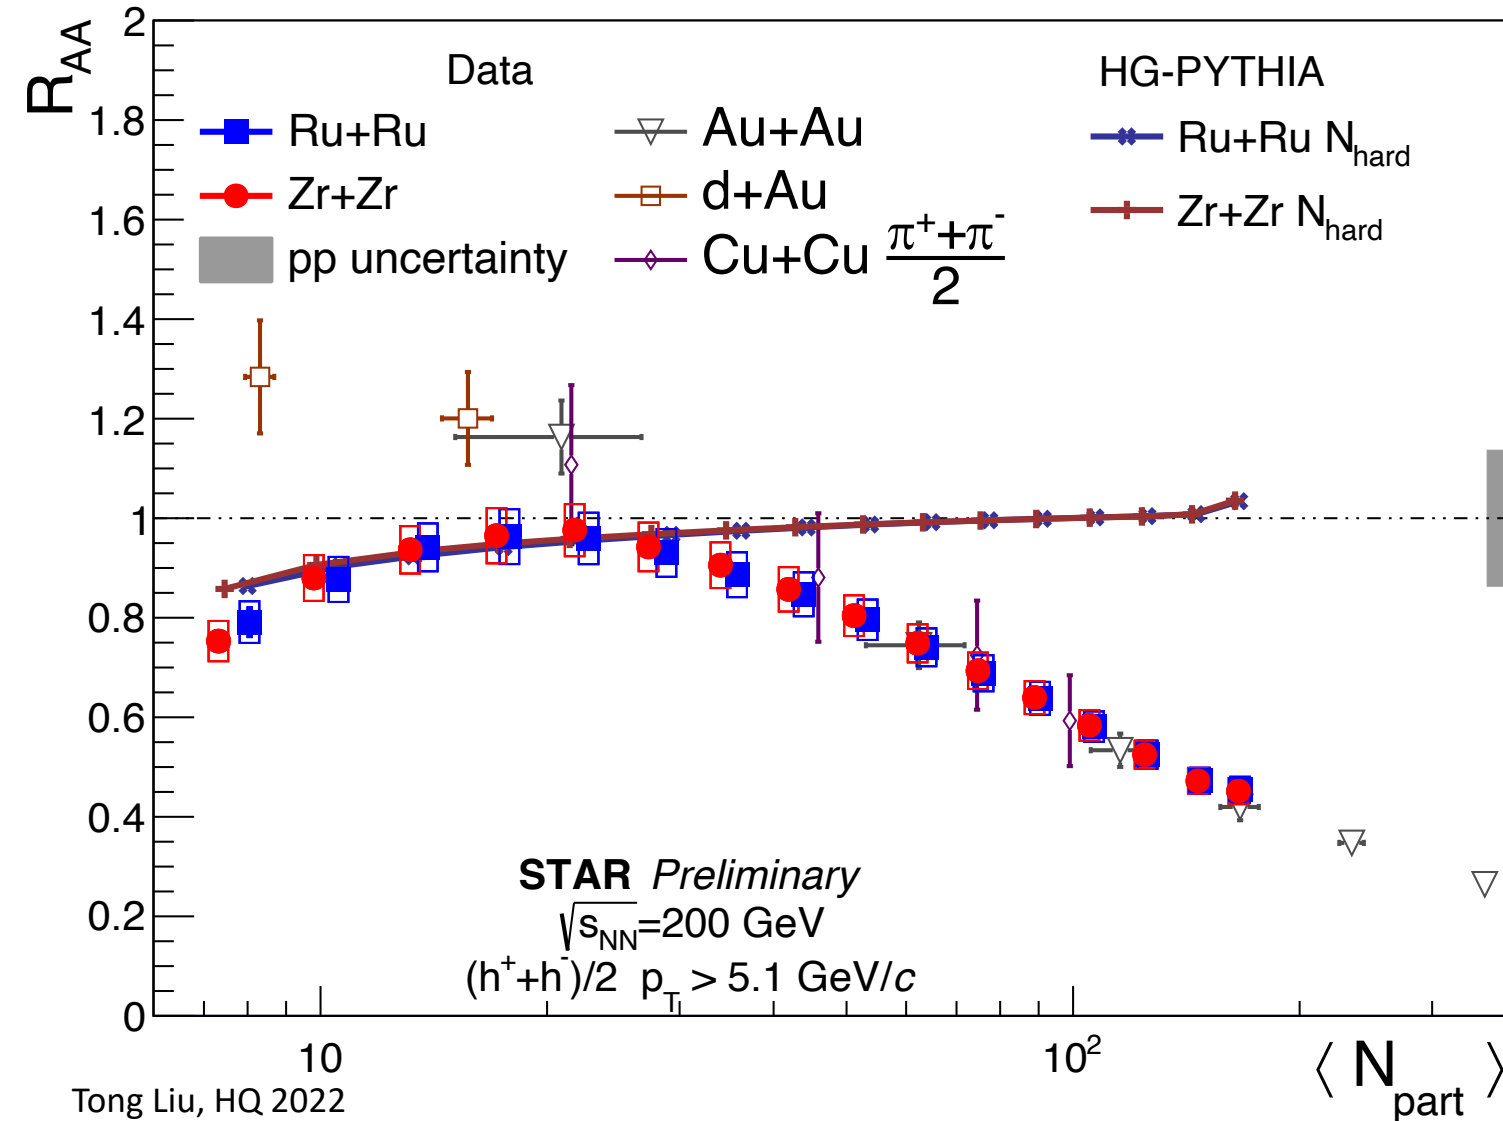 R_AA
2
1.8
1.6
1.4
1.2
1
0.8
0.6
0.4
0.2
0
Data
Ru+Ru
Zr+Zr
pp uncertainty
Au+Au
d+Au
Cu+Cu (π⁺+π⁻)/2
HG-PYTHIA
Ru+Ru N_hard
Zr+Zr N_hard
STAR Preliminary
√s_NN=200 GeV
(h⁺+h⁻)/2 p_T > 5.1 GeV/c
10
10²
⟨ N_part ⟩
Tong Liu, HQ 2022